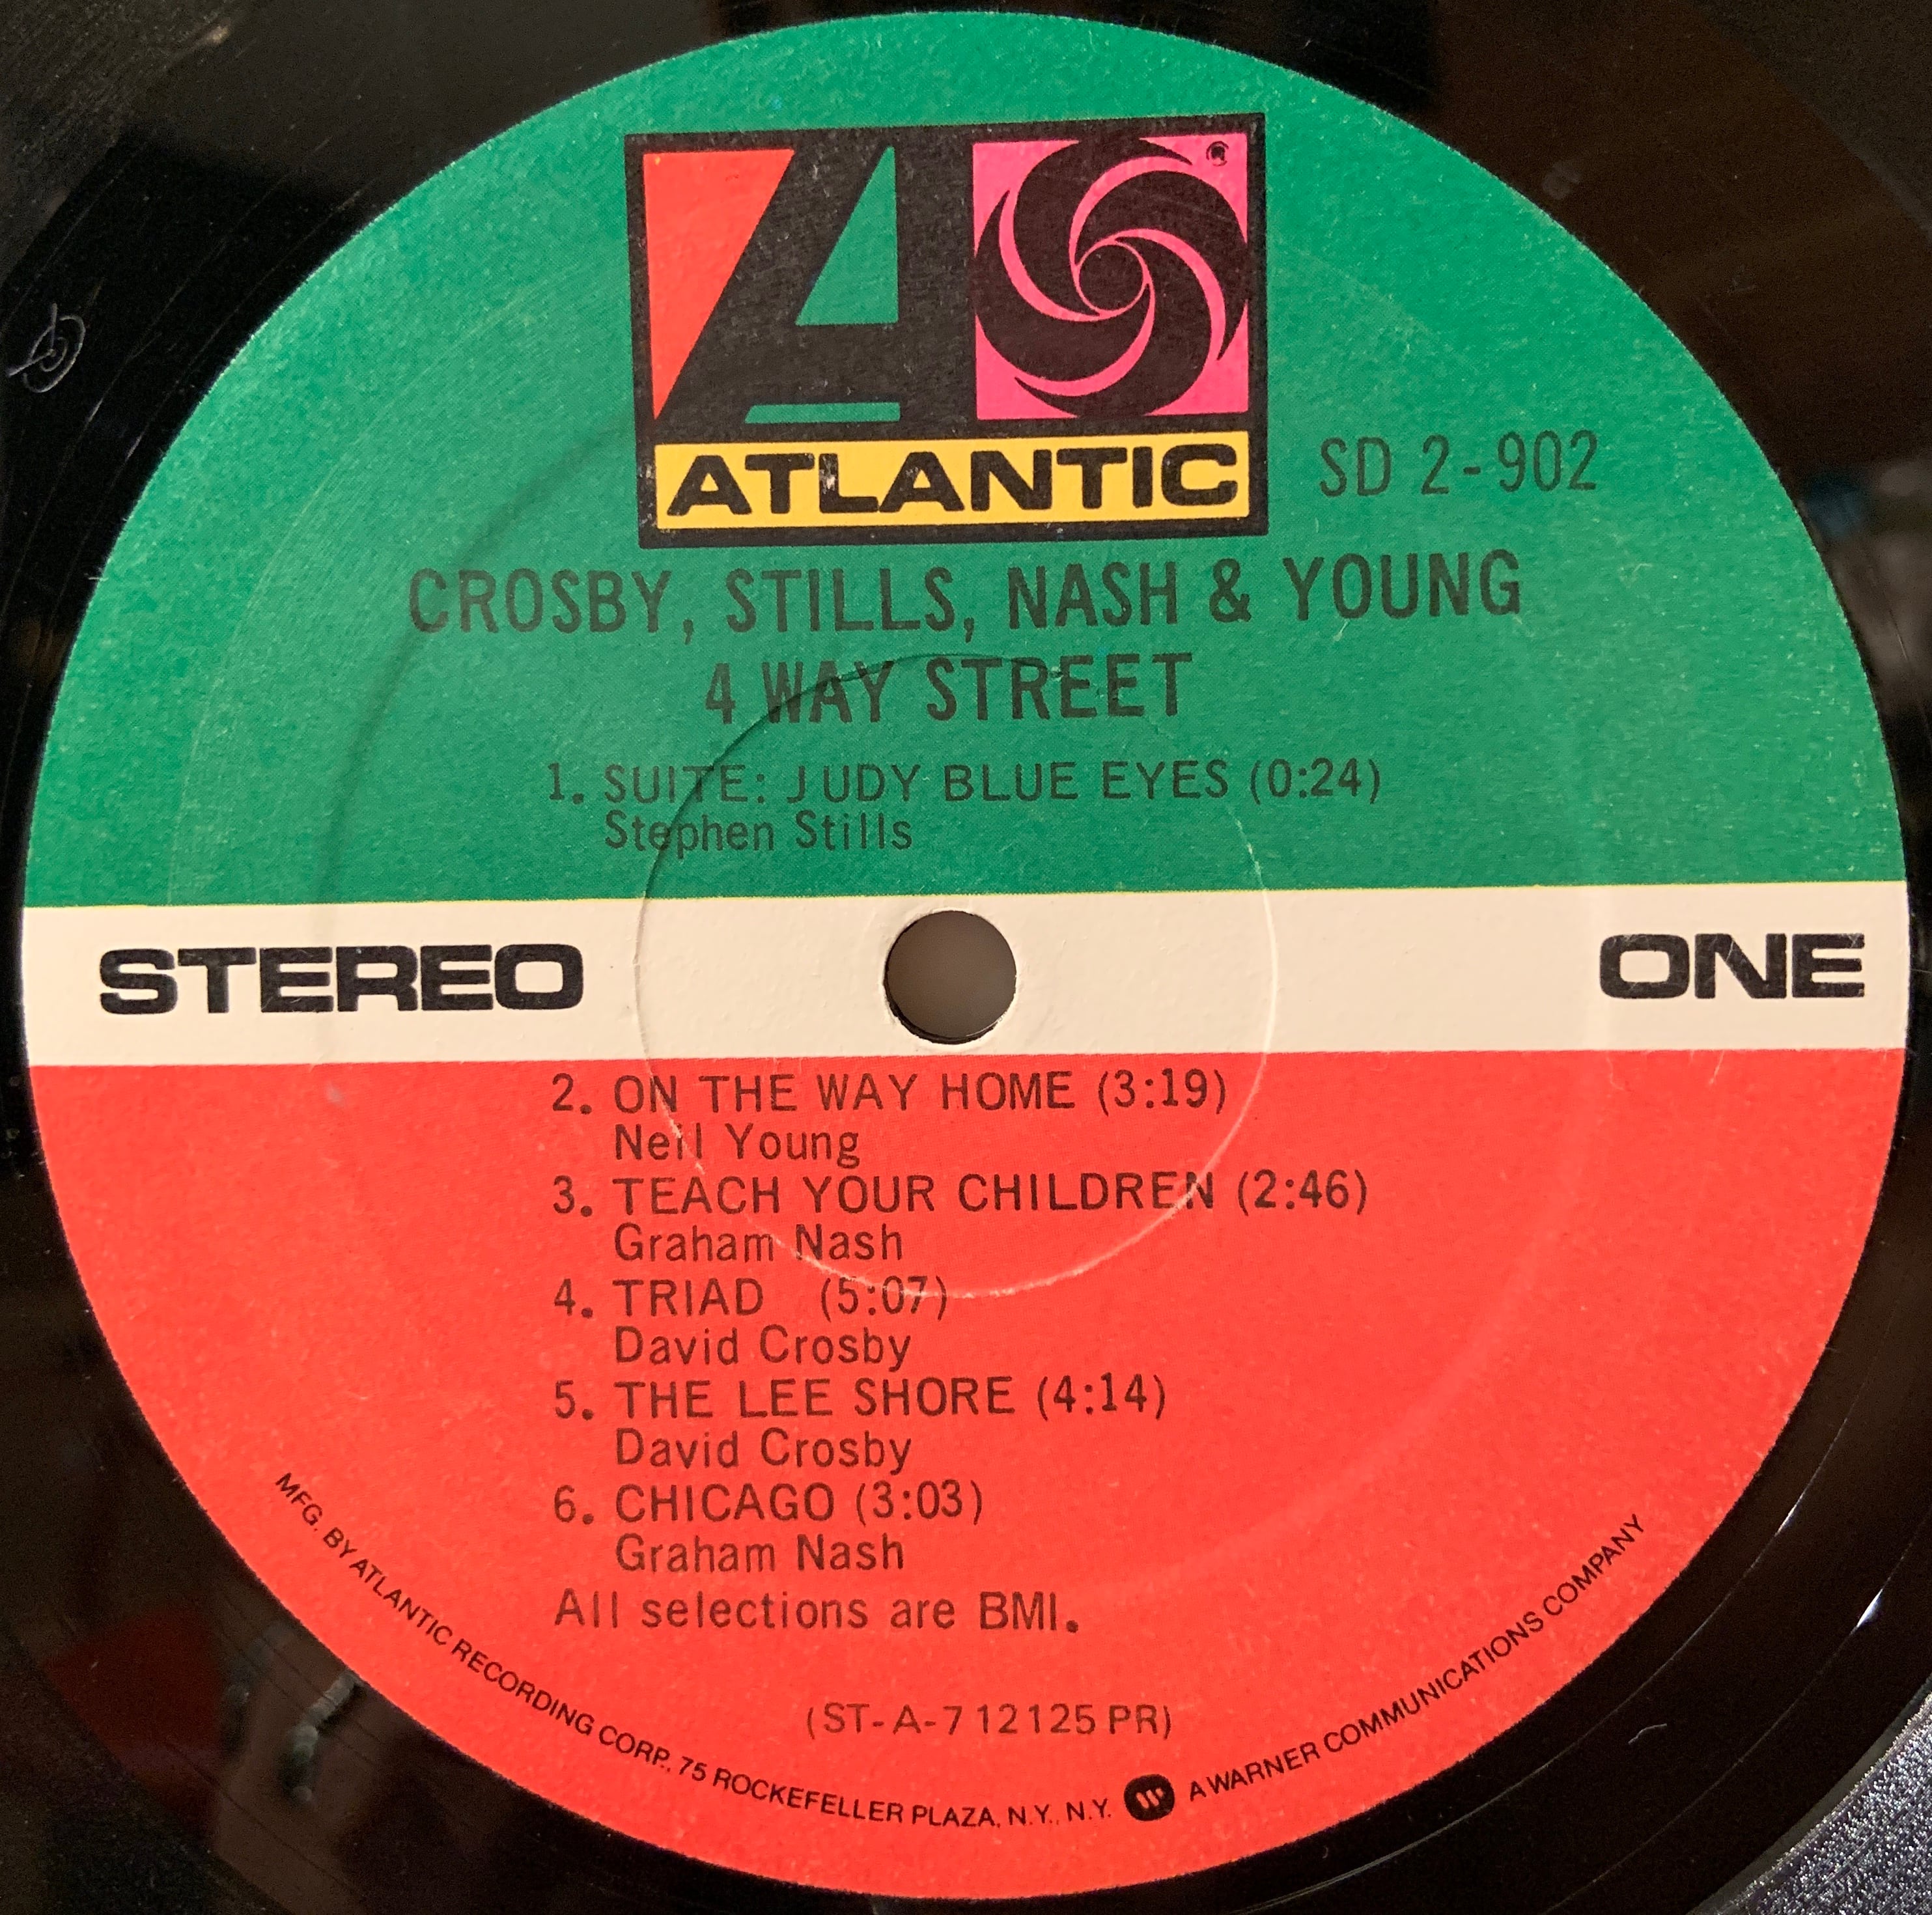 ATLANTIC
SD 2-902
CROSBY, STILLS, NASH & YOUNG
4 WAY STREET
1. SUITE: JUDY BLUE EYES (0:24)
Stephen Stills
STEREO
ONE
2. ON THE WAY HOME (3:19)
Neil Young
3. TEACH YOUR CHILDREN (2:46)
Graham Nash
4. TRIAD (5:07)
David Crosby
5. THE LEE SHORE (4:14)
David Crosby
6. CHICAGO (3:03)
Graham Nash
All selections are BMI.
(ST-A-712125 PR)
MFG. BY ATLANTIC RECORDING CORP., 75 ROCKEFELLER PLAZA, N.Y., N.Y. A WARNER COMMUNICATIONS COMPANY